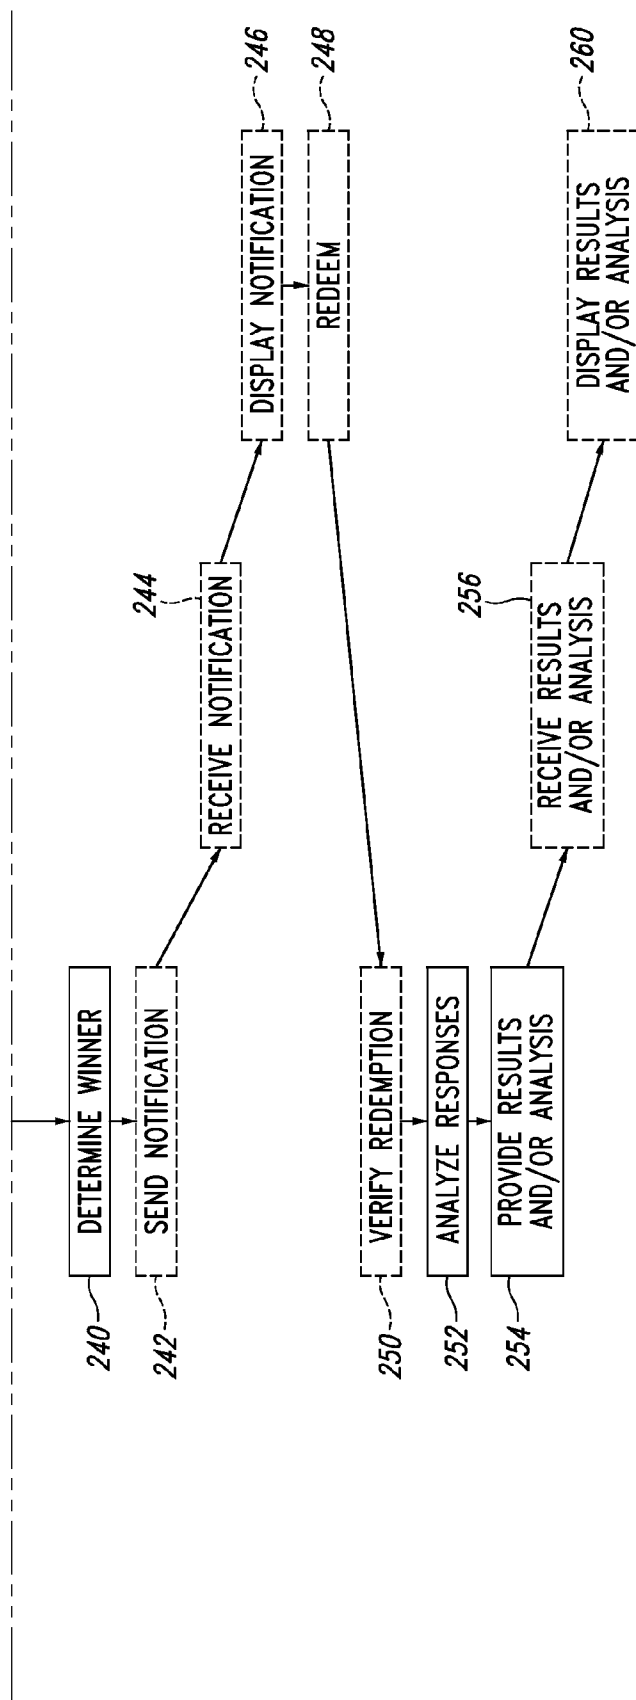 240
DETERMINE WINNER
242
SEND NOTIFICATION
244
RECEIVE NOTIFICATION
246
DISPLAY NOTIFICATION
248
REDEEM
250
VERIFY REDEMPTION
252
ANALYZE RESPONSES
254
PROVIDE RESULTS
AND/OR ANALYSIS
256
RECEIVE RESULTS
AND/OR ANALYSIS
260
DISPLAY RESULTS
AND/OR ANALYSIS